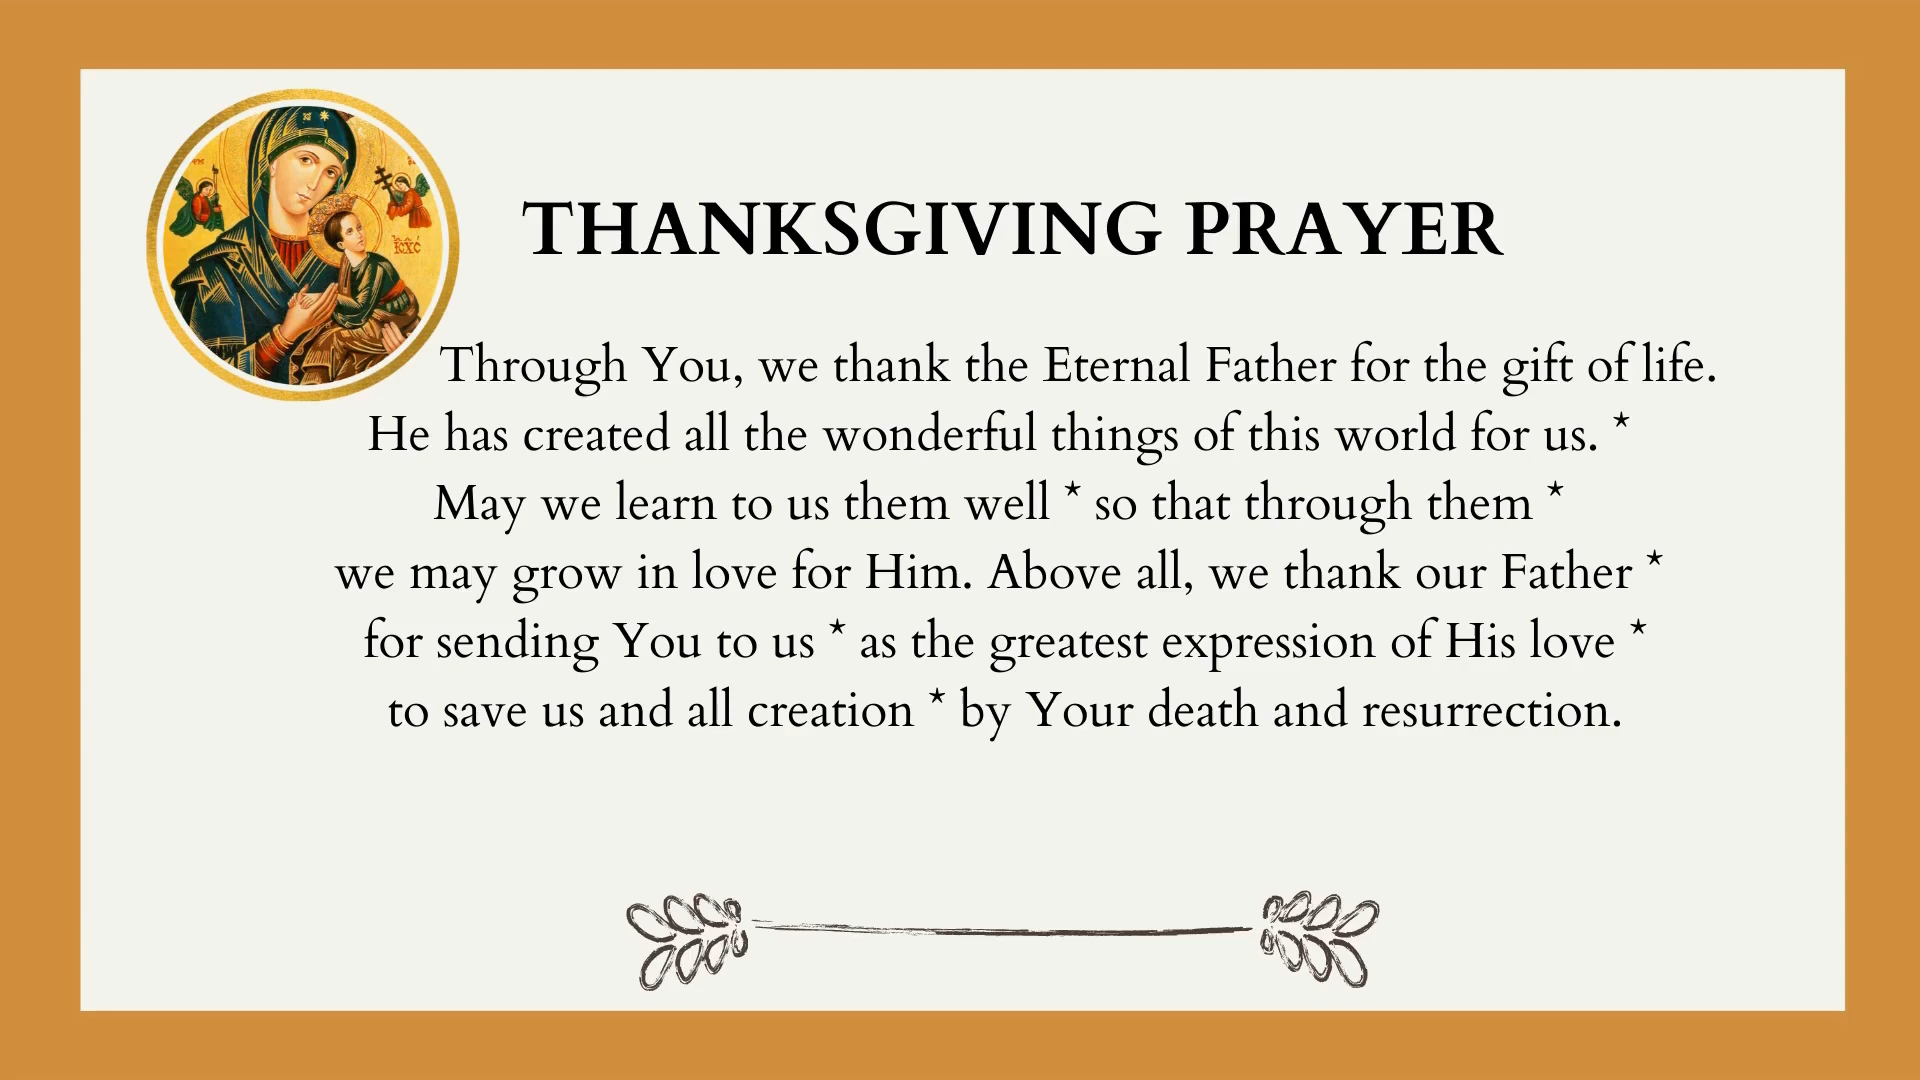 THANKSGIVING PRAYER
Through You, we thank the Eternal Father for the gift of life.
He has created all the wonderful things of this world for us. *
May we learn to us them well * so that through them *
we may grow in love for Him. Above all, we thank our Father *
for sending You to us * as the greatest expression of His love *
to save us and all creation * by Your death and resurrection.